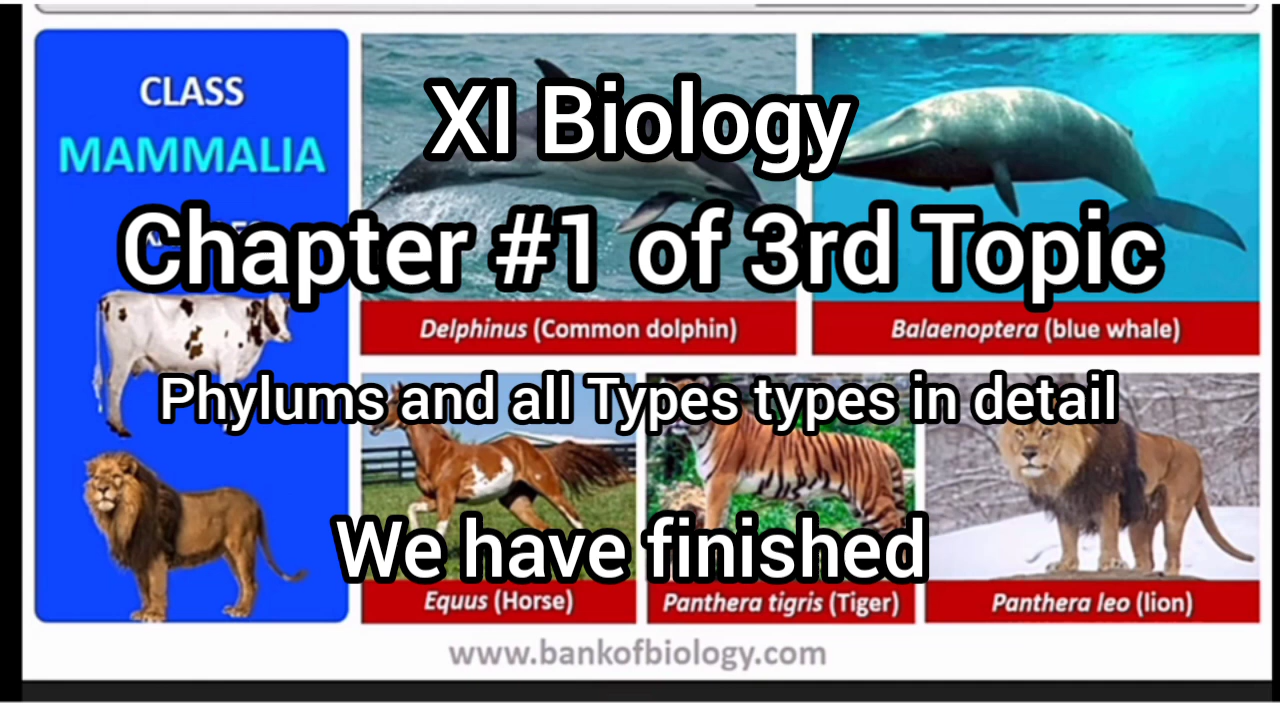 CLASS
MAMMALIA
XI Biology
Chapter #1 of 3rd Topic
Delphinus (Common dolphin)
Balaenoptera (blue whale)
Phylums and all Types types in detail
We have finished
Equus (Horse)
Panthera tigris (Tiger)
Panthera leo (lion)
www.bankofbiology.com